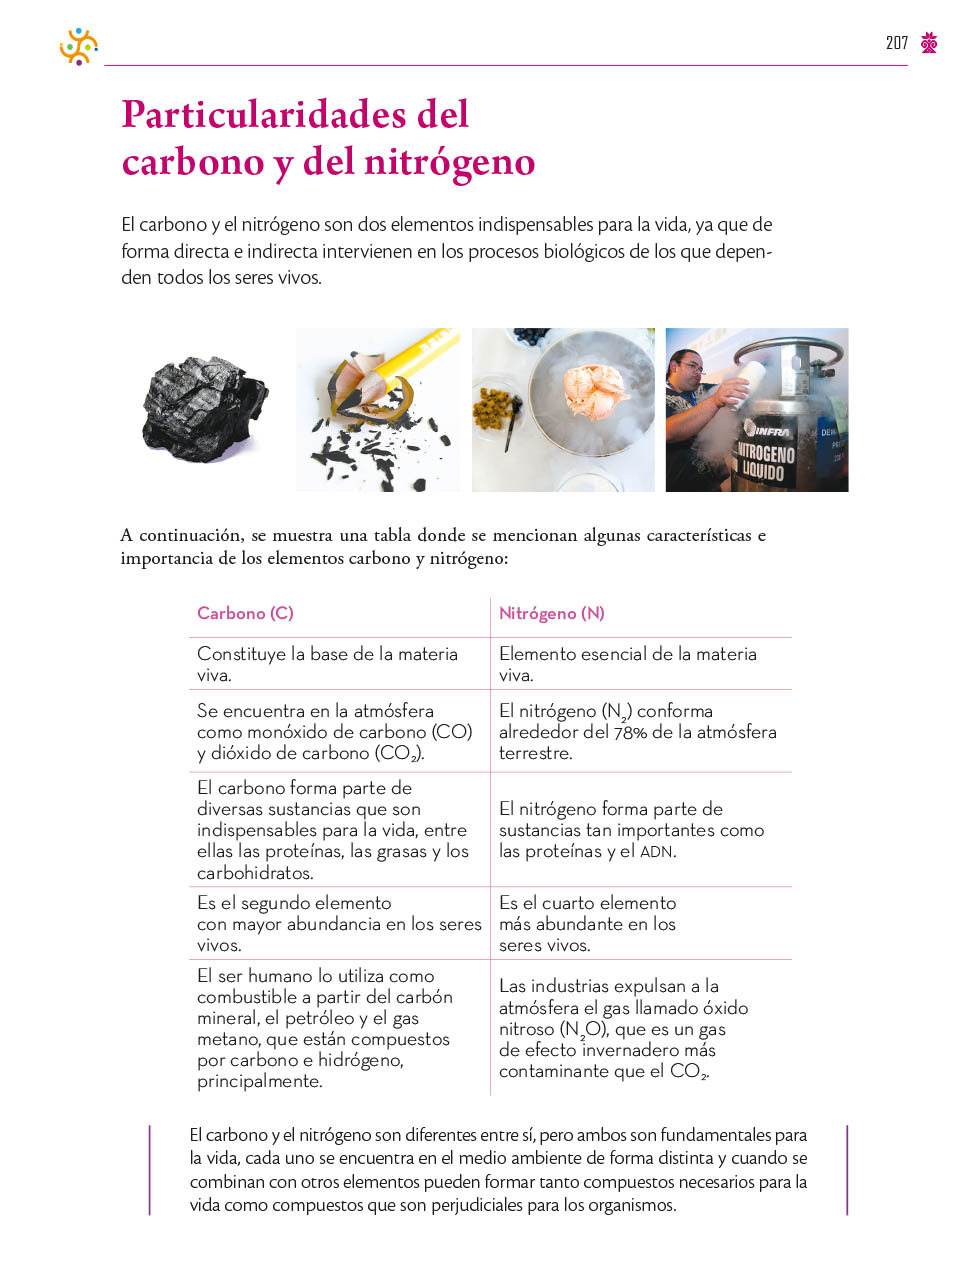 207
Particularidades del
carbono y del nitrógeno
El carbono y el nitrógeno son dos elementos indispensables para la vida, ya que de
forma directa e indirecta intervienen en los procesos biológicos de los que depen-
den todos los seres vivos.
INFRA
NITROGENO
LIQUIDO
A continuación, se muestra una tabla donde se mencionan algunas características e
importancia de los elementos carbono y nitrógeno:
Carbono (C)
Nitrógeno (N)
Constituye la base de la materia
viva.
Elemento esencial de la materia
viva.
Se encuentra en la atmósfera
como monóxido de carbono (CO)
y dióxido de carbono (CO₂).
El nitrógeno (N₂) conforma
alrededor del 78% de la atmósfera
terrestre.
El carbono forma parte de
diversas sustancias que son
indispensables para la vida, entre
ellas las proteínas, las grasas y los
carbohidratos.
El nitrógeno forma parte de
sustancias tan importantes como
las proteínas y el ADN.
Es el segundo elemento
con mayor abundancia en los seres
vivos.
Es el cuarto elemento
más abundante en los
seres vivos.
El ser humano lo utiliza como
combustible a partir del carbón
mineral, el petróleo y el gas
metano, que están compuestos
por carbono e hidrógeno,
principalmente.
Las industrias expulsan a la
atmósfera el gas llamado óxido
nitroso (N₂O), que es un gas
de efecto invernadero más
contaminante que el CO₂.
El carbono y el nitrógeno son diferentes entre sí, pero ambos son fundamentales para
la vida, cada uno se encuentra en el medio ambiente de forma distinta y cuando se
combinan con otros elementos pueden formar tanto compuestos necesarios para la
vida como compuestos que son perjudiciales para los organismos.